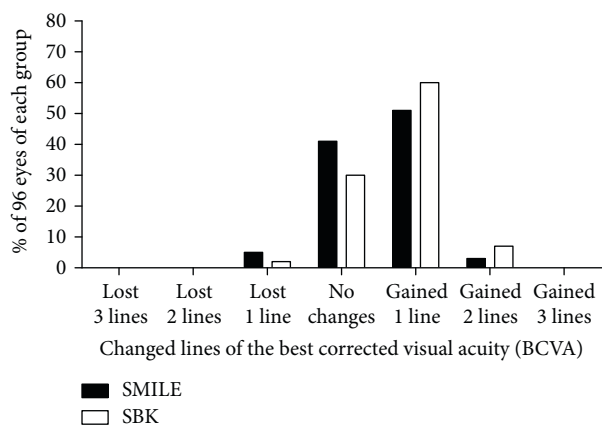 % of 96 eyes of each group
80
70
60
50
40
30
20
10
0
Lost Lost Lost No Gained Gained Gained
3 lines 2 lines 1 line changes 1 line 2 lines 3 lines
Changed lines of the best corrected visual acuity (BCVA)
SMILE
SBK